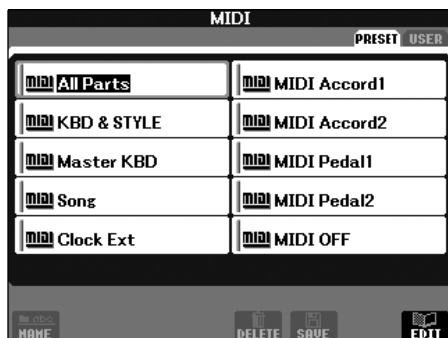 MIDI
PRESET USER
MIDI All Parts
MIDI KBD & STYLE
MIDI Master KBD
MIDI Song
MIDI Clock Ext
MIDI MIDI Accord1
MIDI MIDI Accord2
MIDI MIDI Pedal1
MIDI MIDI Pedal2
MIDI MIDI OFF
abc
NAME DELETE SAVE EDIT